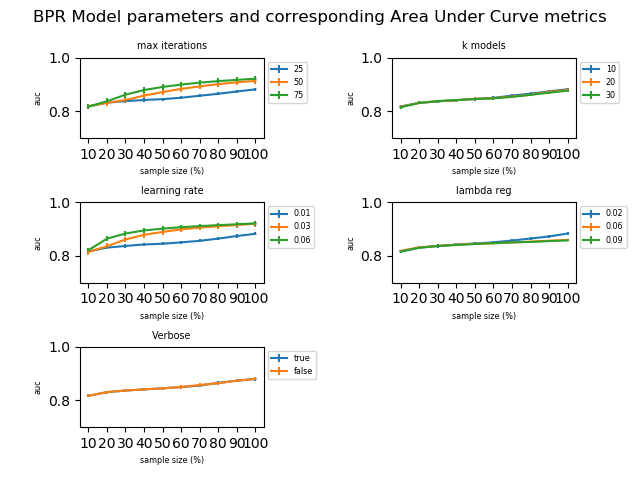 BPR Model parameters and corresponding Area Under Curve metrics
max iterations
1.0
0.8
auc
10 20 30 40 50 60 70 80 90 100
sample size (%)
25
50
75
k models
1.0
0.8
auc
10 20 30 40 50 60 70 80 90 100
sample size (%)
10
20
30
learning rate
1.0
0.8
auc
10 20 30 40 50 60 70 80 90 100
sample size (%)
0.01
0.03
0.06
lambda reg
1.0
0.8
auc
10 20 30 40 50 60 70 80 90 100
sample size (%)
0.02
0.06
0.09
Verbose
1.0
0.8
auc
10 20 30 40 50 60 70 80 90 100
sample size (%)
true
false